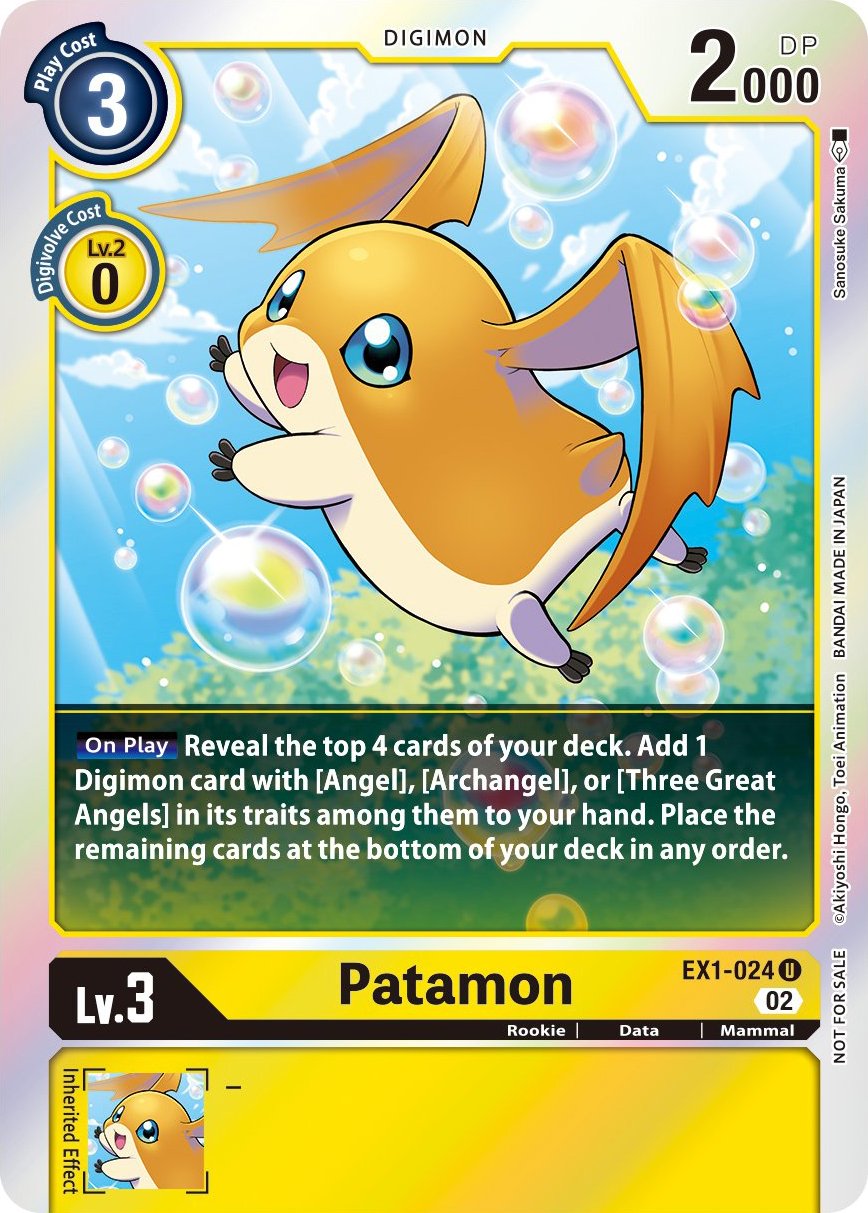 DIGIMON
Play Cost
3
DP
2000
Digivolve Cost
Lv.2
0
Sanosuke Sakuma
BANDAI MADE IN JAPAN
©Akiyoshi Hongo, Toei Animation
NOT FOR SALE
On Play Reveal the top 4 cards of your deck. Add 1
Digimon card with [Angel], [Archangel], or [Three Great
Angels] in its traits among them to your hand. Place the
remaining cards at the bottom of your deck in any order.
Lv.3
Patamon
EX1-024 U
02
Rookie | Data | Mammal
Inherited Effect
–